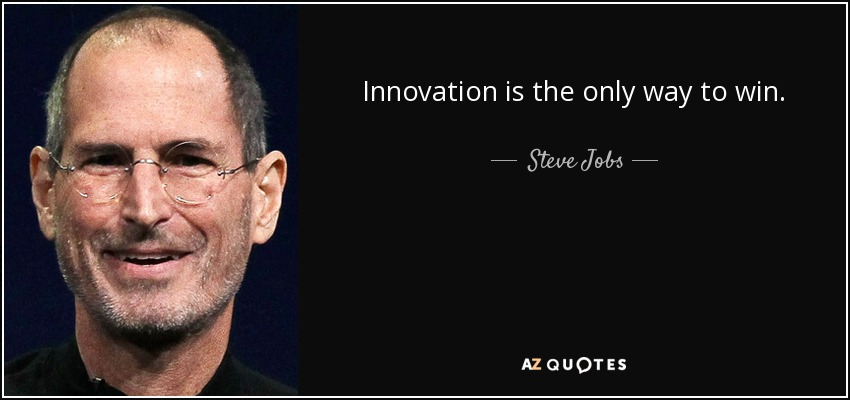 Innovation is the only way to win.
Steve Jobs
AZ QUOTES